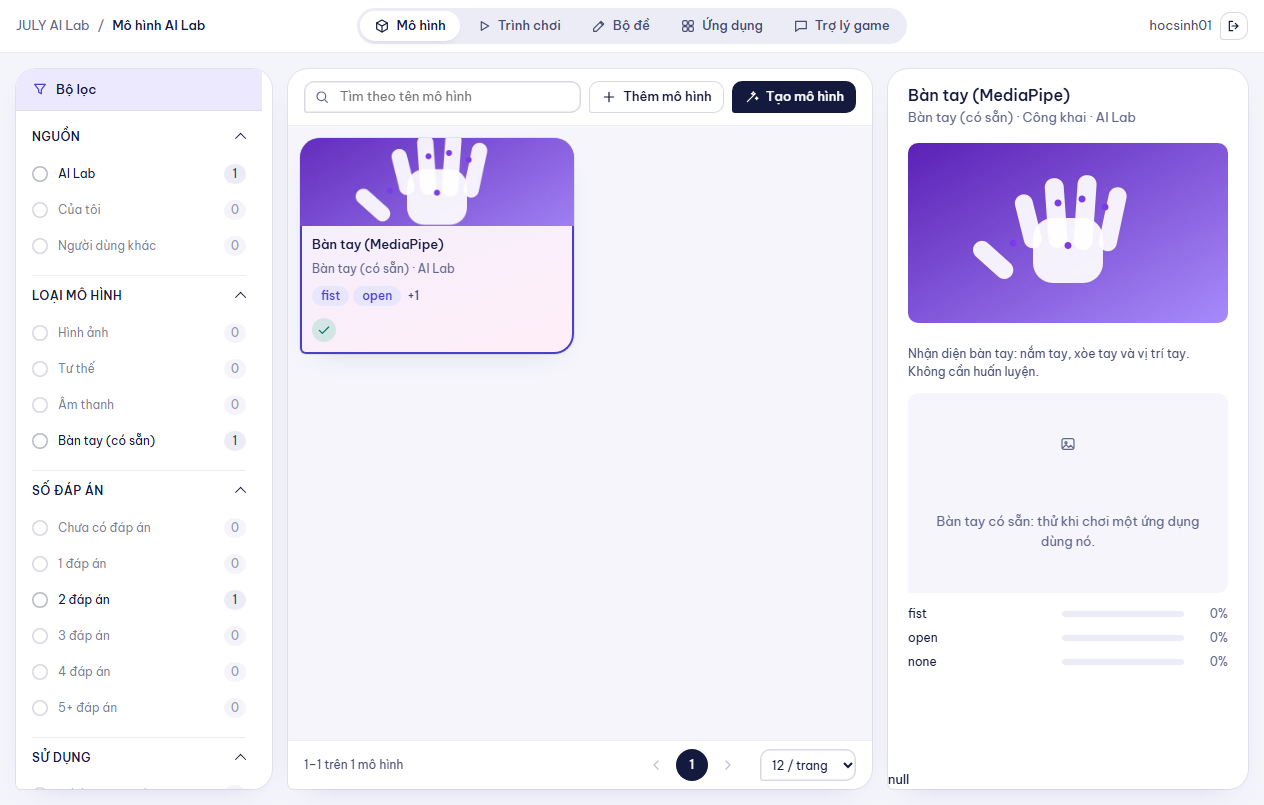 JULY AI Lab / Mô hình AI Lab
Mô hình
Trình chơi
Bộ đề
Ứng dụng
Trợ lý game
hocsinh01
Bộ lọc
NGUỒN
AI Lab 1
Của tôi 0
Người dùng khác 0
LOẠI MÔ HÌNH
Hình ảnh 0
Tư thế 0
Âm thanh 0
Bàn tay (có sẵn) 1
SỐ ĐÁP ÁN
Chưa có đáp án 0
1 đáp án 0
2 đáp án 1
3 đáp án 0
4 đáp án 0
5+ đáp án 0
SỬ DỤNG
Tìm theo tên mô hình
Thêm mô hình
Tạo mô hình
Bàn tay (MediaPipe)
Bàn tay (có sẵn) · AI Lab
fist open +1
1–1 trên 1 mô hình
1
12 / trang
Bàn tay (MediaPipe)
Bàn tay (có sẵn) · Công khai · AI Lab
Nhận diện bàn tay: nắm tay, xòe tay và vị trí tay.
Không cần huấn luyện.
Bàn tay có sẵn: thử khi chơi một ứng dụng
dùng nó.
fist 0%
open 0%
none 0%
null